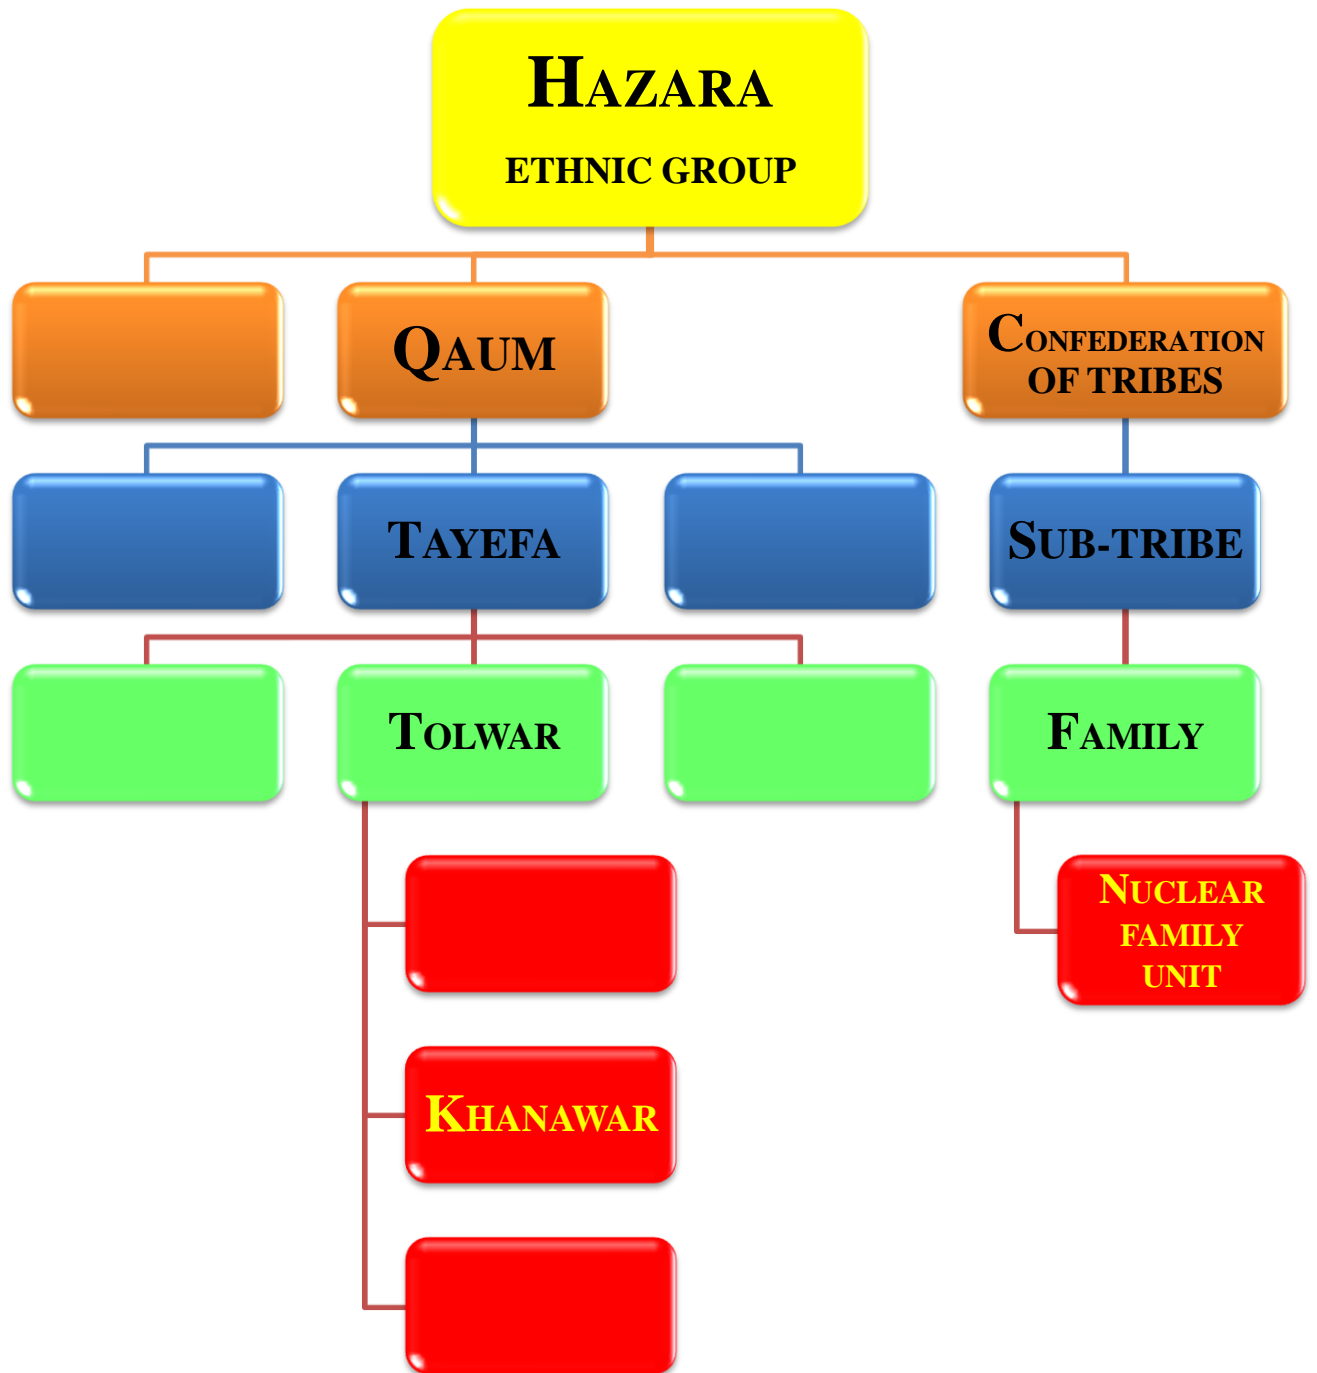 HAZARA
ETHNIC GROUP
QAUM
CONFEDERATION
OF TRIBES
TAYEFA
SUB-TRIBE
TOLWAR
FAMILY
NUCLEAR
FAMILY
UNIT
KHANAWAR